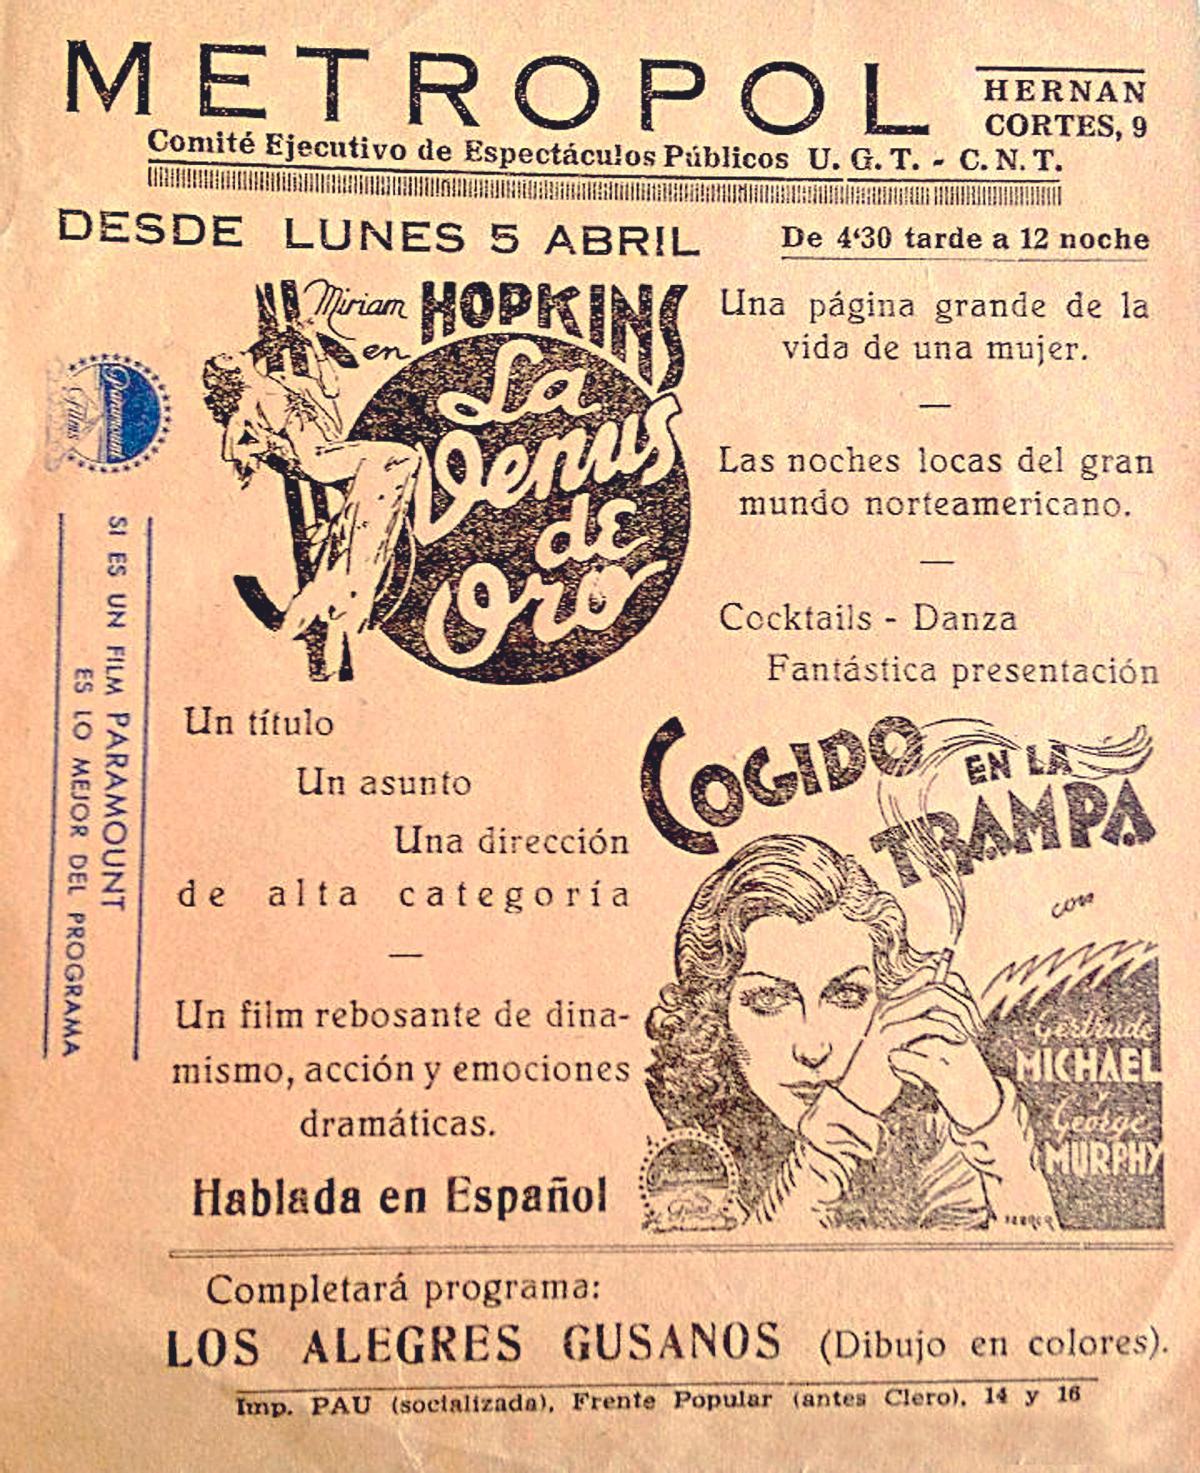 METROPOL
HERNAN
CORTES, 9
Comité Ejecutivo de Espectáculos Públicos U. G. T. - C. N. T.
DESDE LUNES 5 ABRIL
De 4‘30 tarde a 12 noche
Miriam HOPKINS
en
La
Venus
de
Oro
Una página grande de la
vida de una mujer.
—
Las noches locas del gran
mundo norteamericano.
—
Cocktails - Danza
Fantástica presentación
Paramount
Films
SI ES UN FILM PARAMOUNT
ES LO MEJOR DEL PROGRAMA
Un título
Un asunto
Una dirección
de alta categoría
—
Un film rebosante de dina-
mismo, acción y emociones
dramáticas.
Hablada en Español
COGIDO
EN LA
TRAMPA
con
Gertrude
MICHAEL
y
George
MURPHY
Films
Completará programa:
LOS ALEGRES GUSANOS (Dibujo en colores).
Imp. PAU (socializada), Frente Popular (antes Clero), 14 y 16